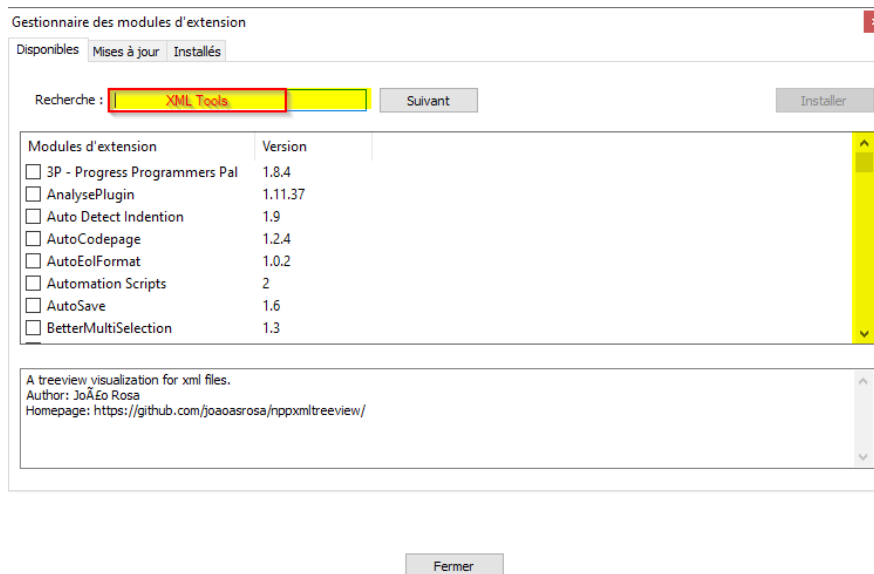 Gestionnaire des modules d'extension
Disponibles Mises à jour Installés
Recherche : XML Tools Suivant Installer
Modules d'extension Version
3P - Progress Programmers Pal 1.8.4
AnalysePlugin 1.11.37
Auto Detect Indention 1.9
AutoCodepage 1.2.4
AutoEolFormat 1.0.2
Automation Scripts 2
AutoSave 1.6
BetterMultiSelection 1.3
A treeview visualization for xml files.
Author: JoÃ£o Rosa
Homepage: https://github.com/joaoasrosa/nppxmltreeview/
Fermer